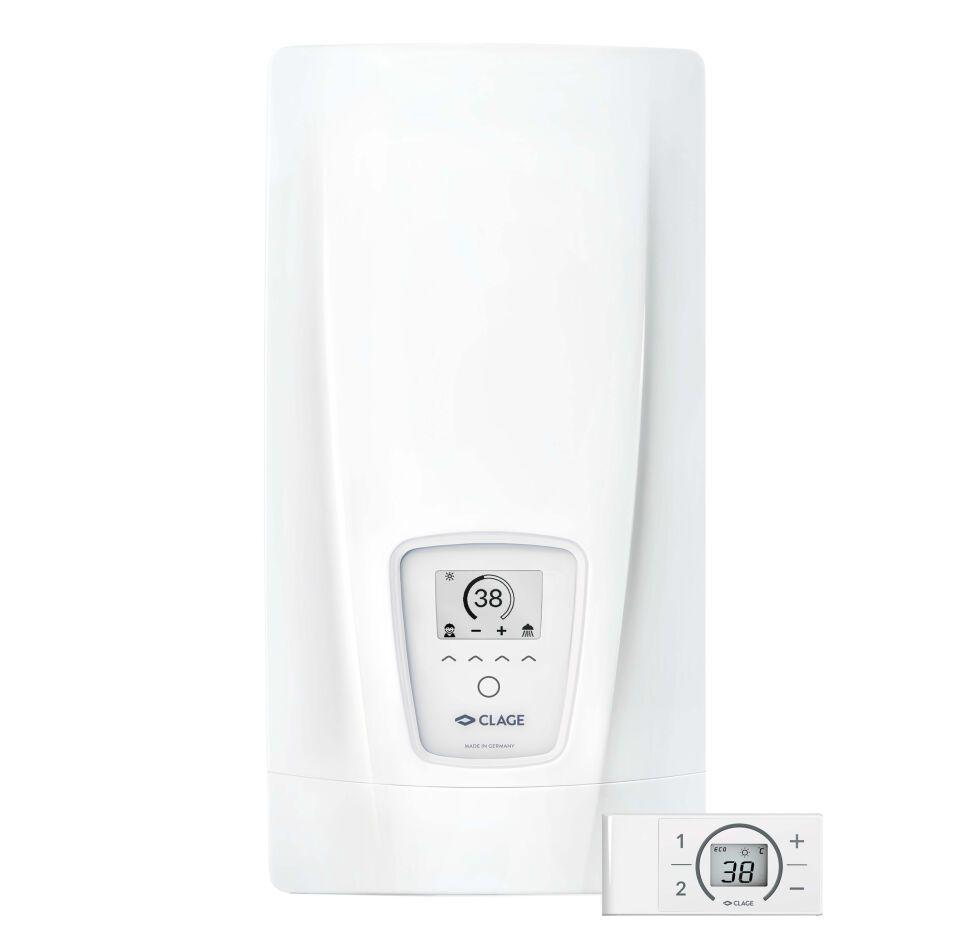 38
− +
CLAGE
MADE IN GERMANY
1 +
ECO C
38
2 −
CLAGE